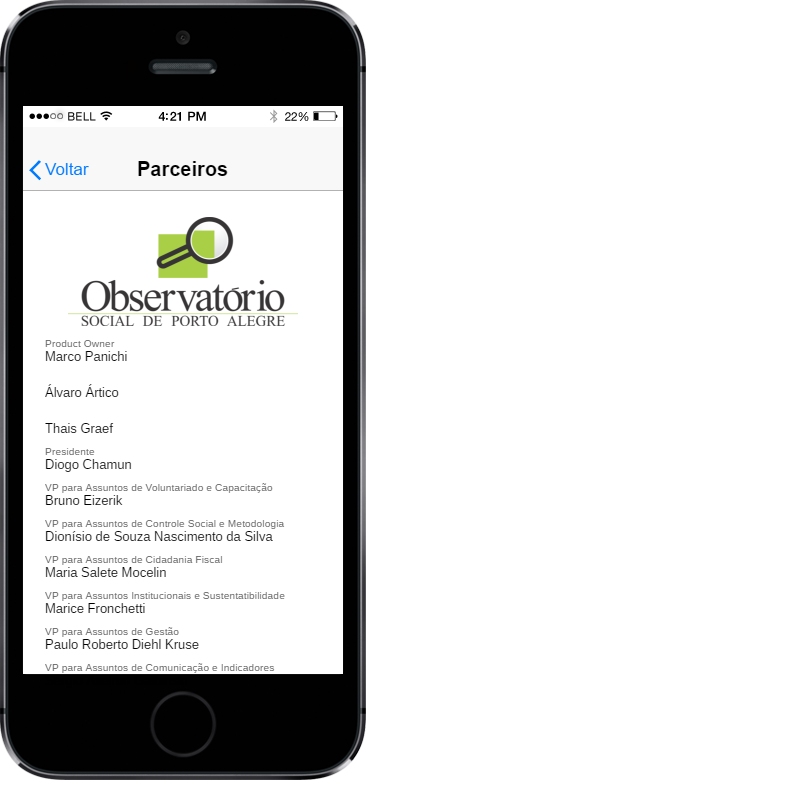 BELL 4:21 PM 22%
Voltar Parceiros
Observatório
SOCIAL DE PORTO ALEGRE
Product Owner
Marco Panichi
Álvaro Ártico
Thais Graef
Presidente
Diogo Chamun
VP para Assuntos de Voluntariado e Capacitação
Bruno Eizerik
VP para Assuntos de Controle Social e Metodologia
Dionísio de Souza Nascimento da Silva
VP para Assuntos de Cidadania Fiscal
Maria Salete Mocelin
VP para Assuntos Institucionais e Sustentatibilidade
Marice Fronchetti
VP para Assuntos de Gestão
Paulo Roberto Diehl Kruse
VP para Assuntos de Comunicação e Indicadores